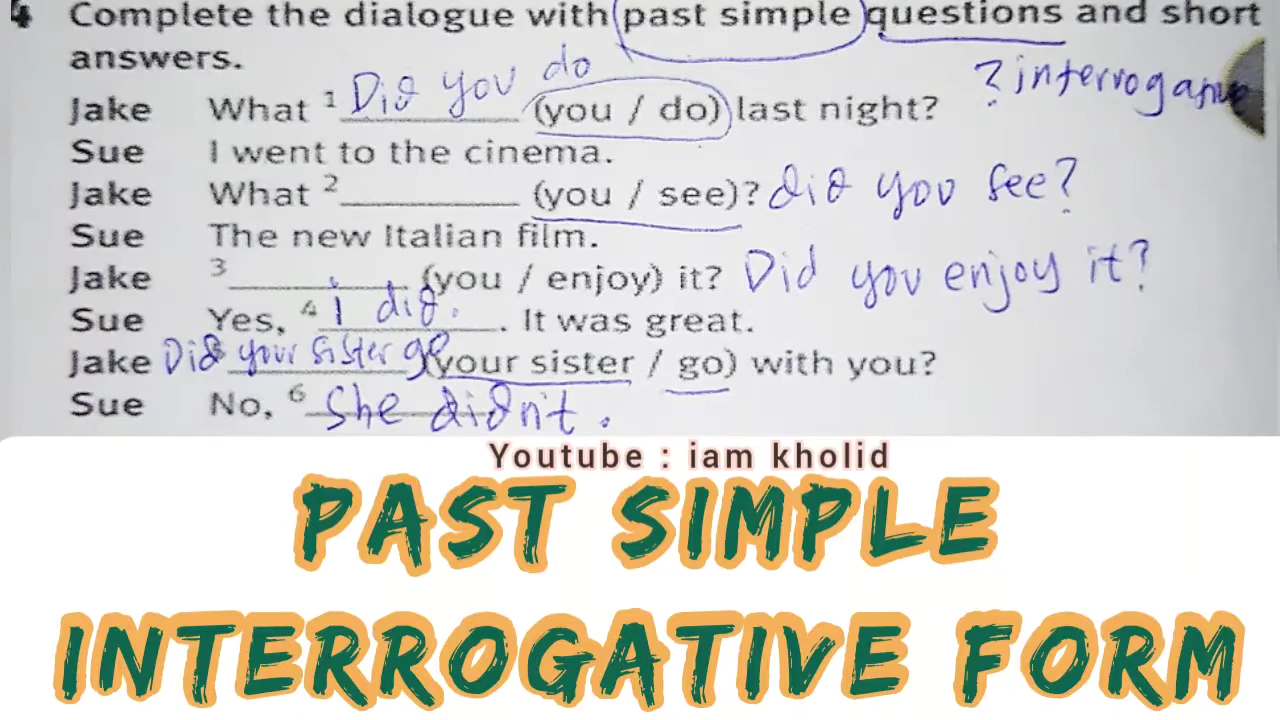 4 Complete the dialogue with past simple questions and short
answers.
? interrogative
Jake What 1 Did you do (you / do) last night?
Sue I went to the cinema.
Jake What 2 __________ (you / see)? did you see?
Sue The new Italian film.
Jake 3 __________ (you / enjoy) it? Did you enjoy it?
Sue Yes, 4 i did. . It was great.
Jake Did your sister go (your sister / go) with you?
Sue No, 6 She didn't.
Youtube : iam kholid
PAST SIMPLE
INTERROGATIVE FORM